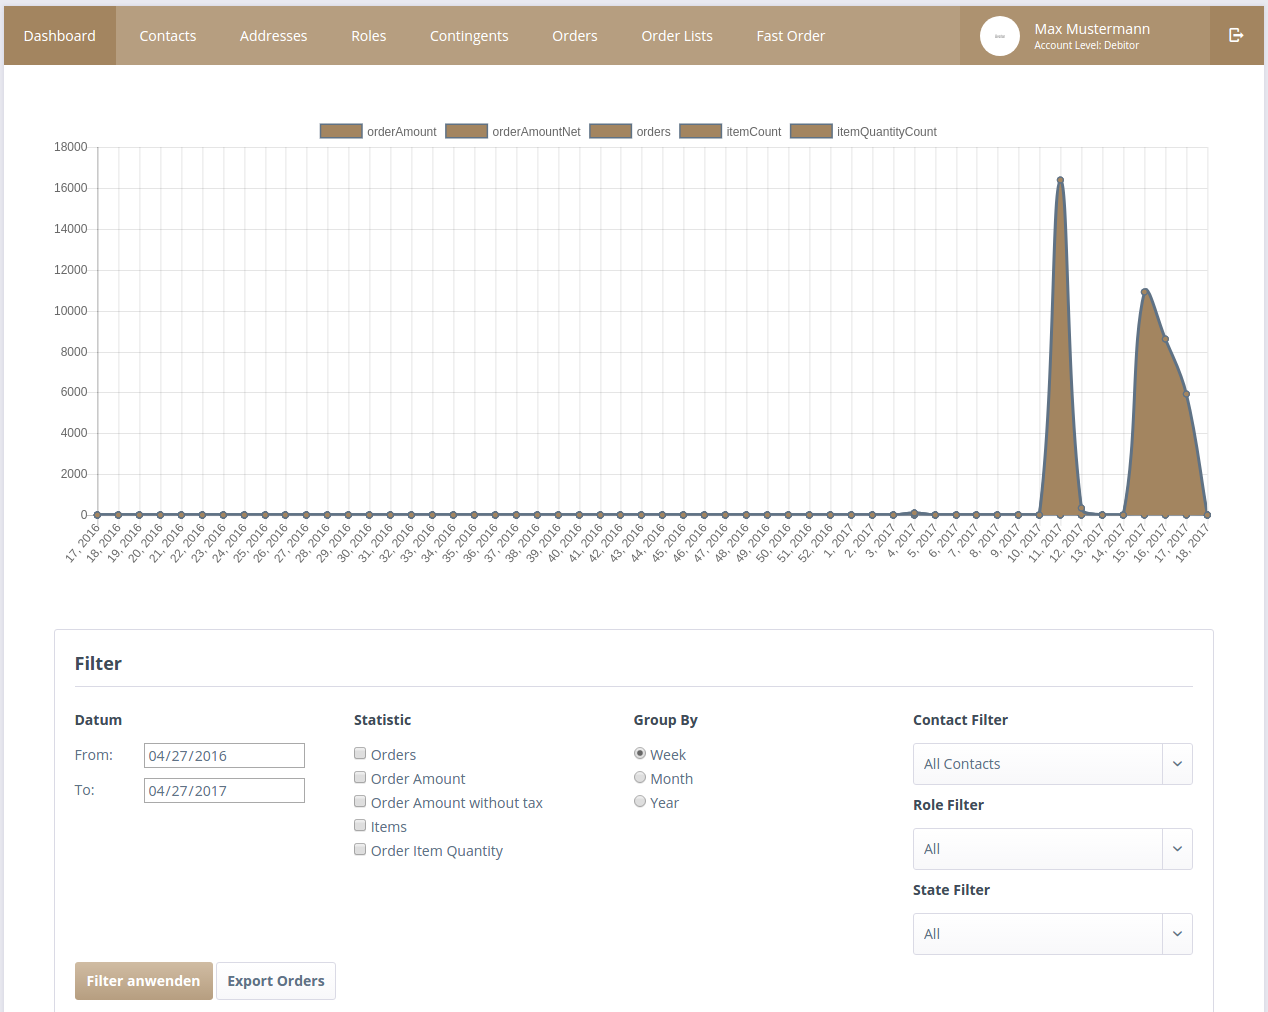 Dashboard Contacts Addresses Roles Contingents Orders Order Lists Fast Order Max Mustermann
Account Level: Debitor
orderAmount orderAmountNet orders itemCount itemQuantityCount
18000
16000
14000
12000
10000
8000
6000
4000
2000
0
17, 2016 18, 2016 19, 2016 20, 2016 21, 2016 22, 2016 23, 2016 24, 2016 25, 2016 26, 2016 27, 2016 28, 2016 29, 2016 30, 2016 31, 2016 32, 2016 33, 2016 34, 2016 35, 2016 36, 2016 37, 2016 38, 2016 39, 2016 40, 2016 41, 2016 42, 2016 43, 2016 44, 2016 45, 2016 46, 2016 47, 2016 48, 2016 49, 2016 50, 2016 51, 2016 52, 2016 1, 2017 2, 2017 3, 2017 4, 2017 5, 2017 6, 2017 7, 2017 8, 2017 9, 2017 10, 2017 11, 2017 12, 2017 13, 2017 14, 2017 15, 2017 16, 2017 17, 2017 18, 2017
Filter
Datum Statistic Group By Contact Filter
From: 04/27/2016 Orders Week All Contacts
To: 04/27/2017 Order Amount Month
Order Amount without tax Year Role Filter
Items
Order Item Quantity All
State Filter
All
Filter anwenden Export Orders